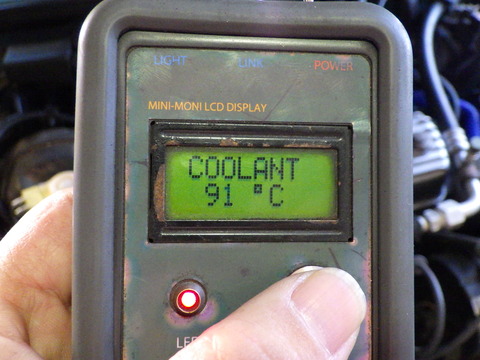 LIGHT LINK POWER
MINI-MONI LCD DISPLAY
COOLANT
91 °C